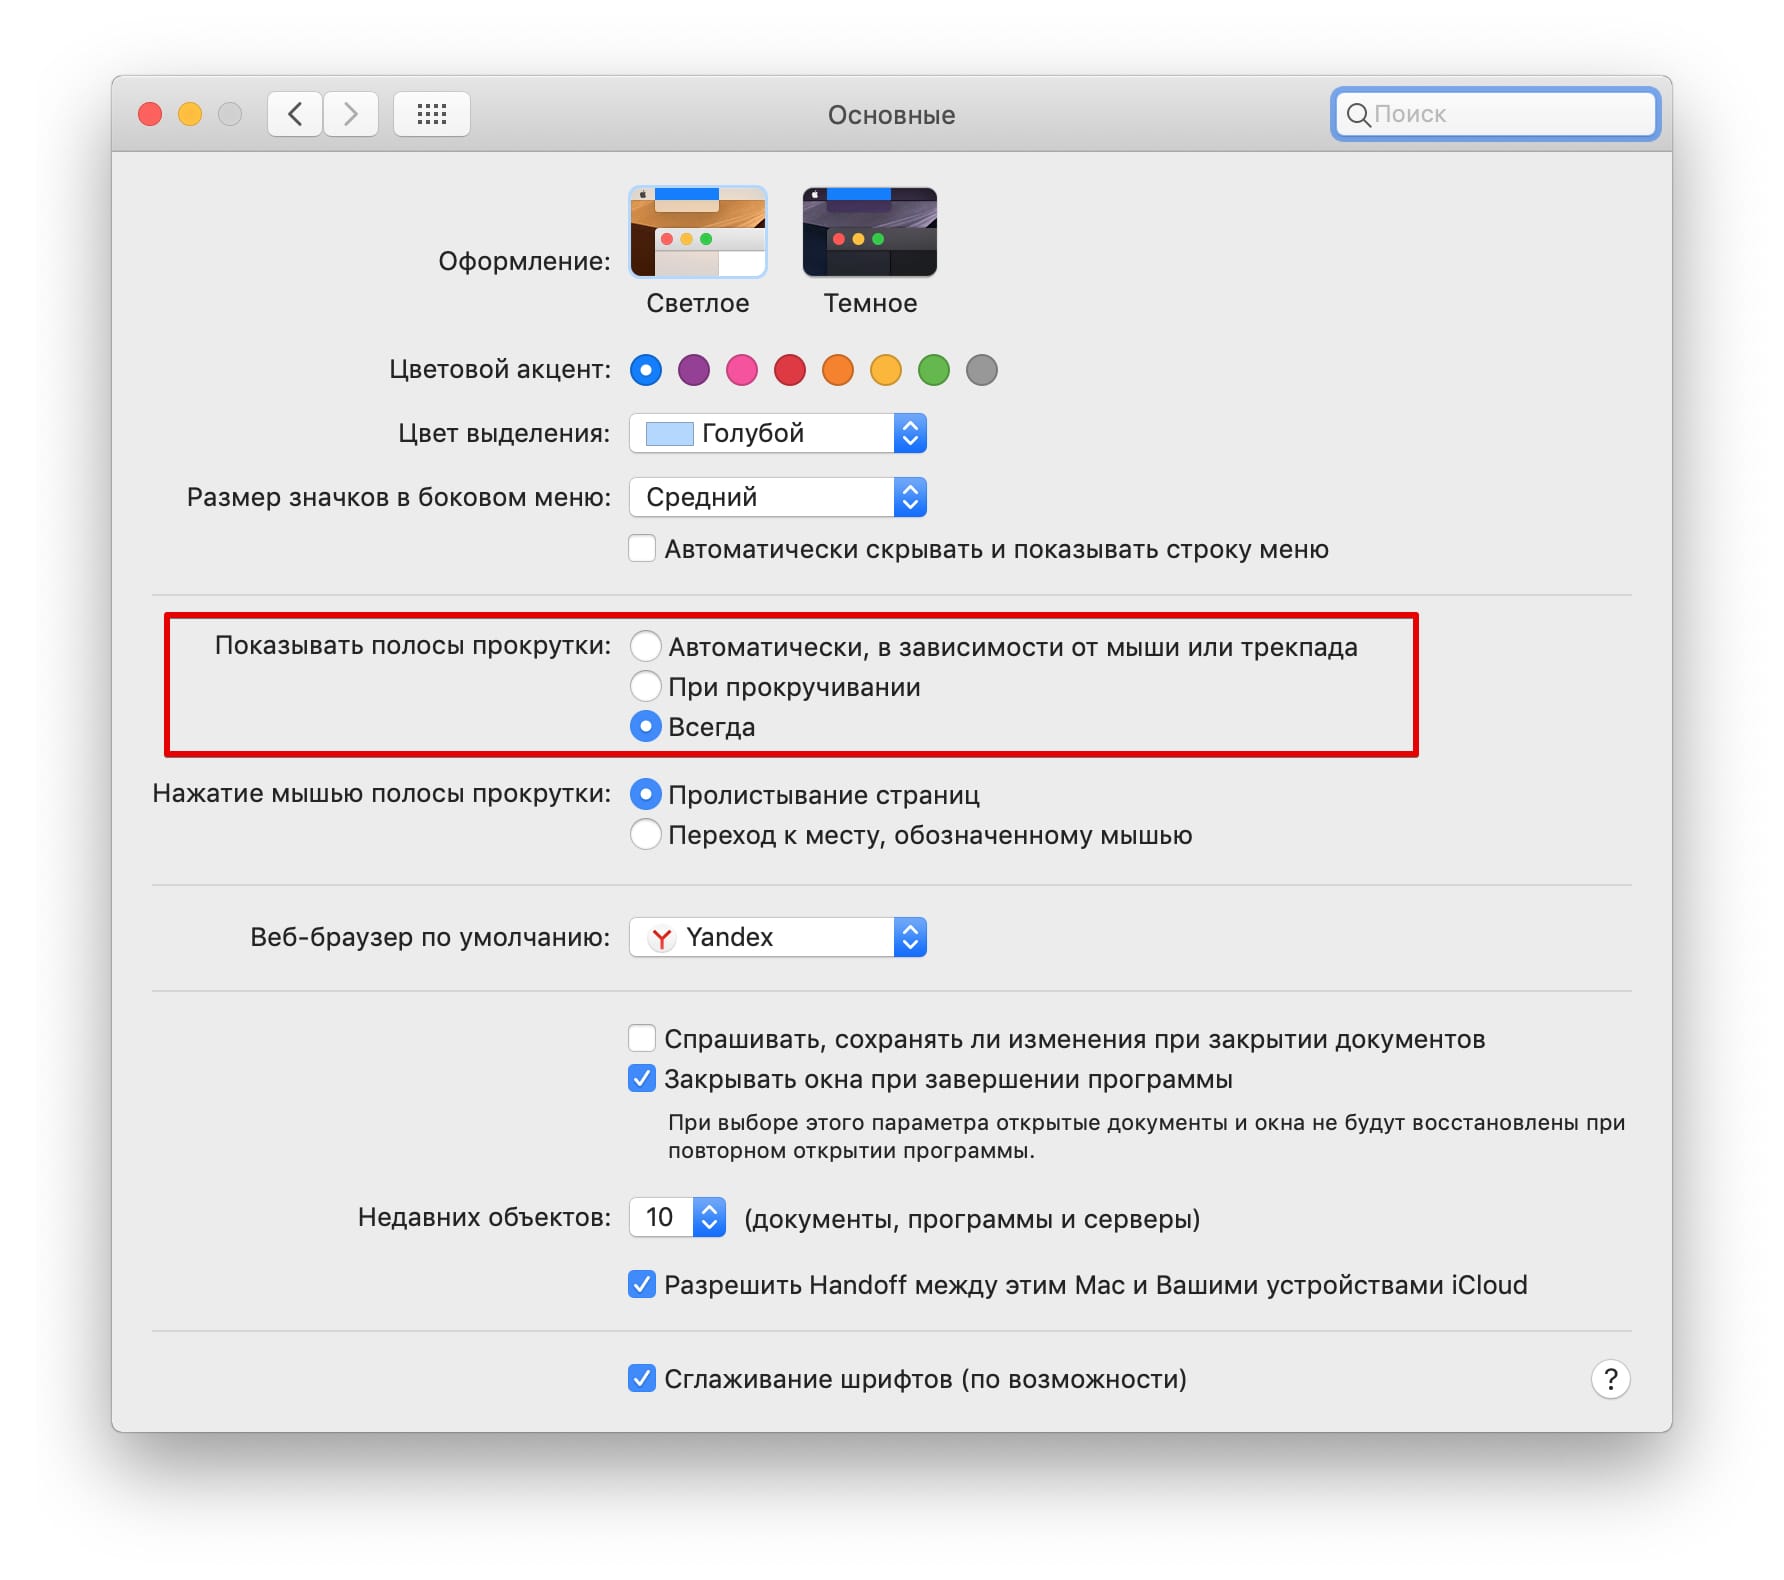 Основные
Поиск
Оформление:
Светлое
Темное
Цветовой акцент:
Цвет выделения:
Голубой
Размер значков в боковом меню:
Средний
Автоматически скрывать и показывать строку меню
Показывать полосы прокрутки:
Автоматически, в зависимости от мыши или трекпада
При прокручивании
Всегда
Нажатие мышью полосы прокрутки:
Пролистывание страниц
Переход к месту, обозначенному мышью
Веб-браузер по умолчанию:
Yandex
Спрашивать, сохранять ли изменения при закрытии документов
Закрывать окна при завершении программы
При выборе этого параметра открытые документы и окна не будут восстановлены при
повторном открытии программы.
Недавних объектов:
10
(документы, программы и серверы)
Разрешить Handoff между этим Mac и Вашими устройствами iCloud
Сглаживание шрифтов (по возможности)
?